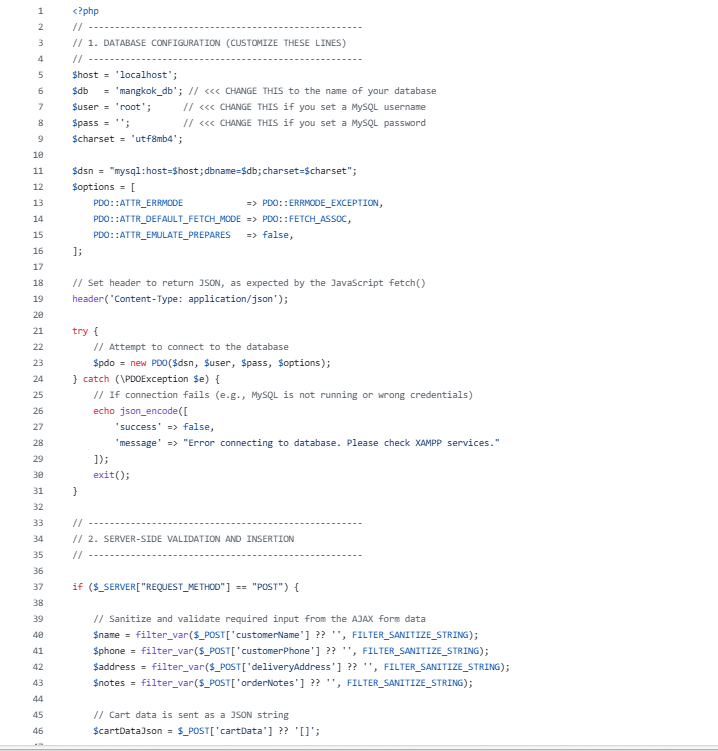 1 <?php
2 // ---------------------------------------------------
3 // 1. DATABASE CONFIGURATION (CUSTOMIZE THESE LINES)
4 // ---------------------------------------------------
5 $host = 'localhost';
6 $db   = 'mangkok_db'; // <<< CHANGE THIS to the name of your database
7 $user = 'root';      // <<< CHANGE THIS if you set a MySQL username
8 $pass = '';          // <<< CHANGE THIS if you set a MySQL password
9 $charset = 'utf8mb4';
10
11 $dsn = "mysql:host=$host;dbname=$db;charset=$charset";
12 $options = [
13     PDO::ATTR_ERRMODE            => PDO::ERRMODE_EXCEPTION,
14     PDO::ATTR_DEFAULT_FETCH_MODE => PDO::FETCH_ASSOC,
15     PDO::ATTR_EMULATE_PREPARES   => false,
16 ];
17
18 // Set header to return JSON, as expected by the JavaScript fetch()
19 header('Content-Type: application/json');
20
21 try {
22     // Attempt to connect to the database
23     $pdo = new PDO($dsn, $user, $pass, $options);
24 } catch (\PDOException $e) {
25     // If connection fails (e.g., MySQL is not running or wrong credentials)
26     echo json_encode([
27         'success' => false,
28         'message' => "Error connecting to database. Please check XAMPP services."
29     ]);
30     exit();
31 }
32
33 // ---------------------------------------------------
34 // 2. SERVER-SIDE VALIDATION AND INSERTION
35 // ---------------------------------------------------
36
37 if ($_SERVER["REQUEST_METHOD"] == "POST") {
38
39     // Sanitize and validate required input from the AJAX form data
40     $name = filter_var($_POST['customerName'] ?? '', FILTER_SANITIZE_STRING);
41     $phone = filter_var($_POST['customerPhone'] ?? '', FILTER_SANITIZE_STRING);
42     $address = filter_var($_POST['deliveryAddress'] ?? '', FILTER_SANITIZE_STRING);
43     $notes = filter_var($_POST['orderNotes'] ?? '', FILTER_SANITIZE_STRING);
44
45     // Cart data is sent as a JSON string
46     $cartDataJson = $_POST['cartData'] ?? '[]';